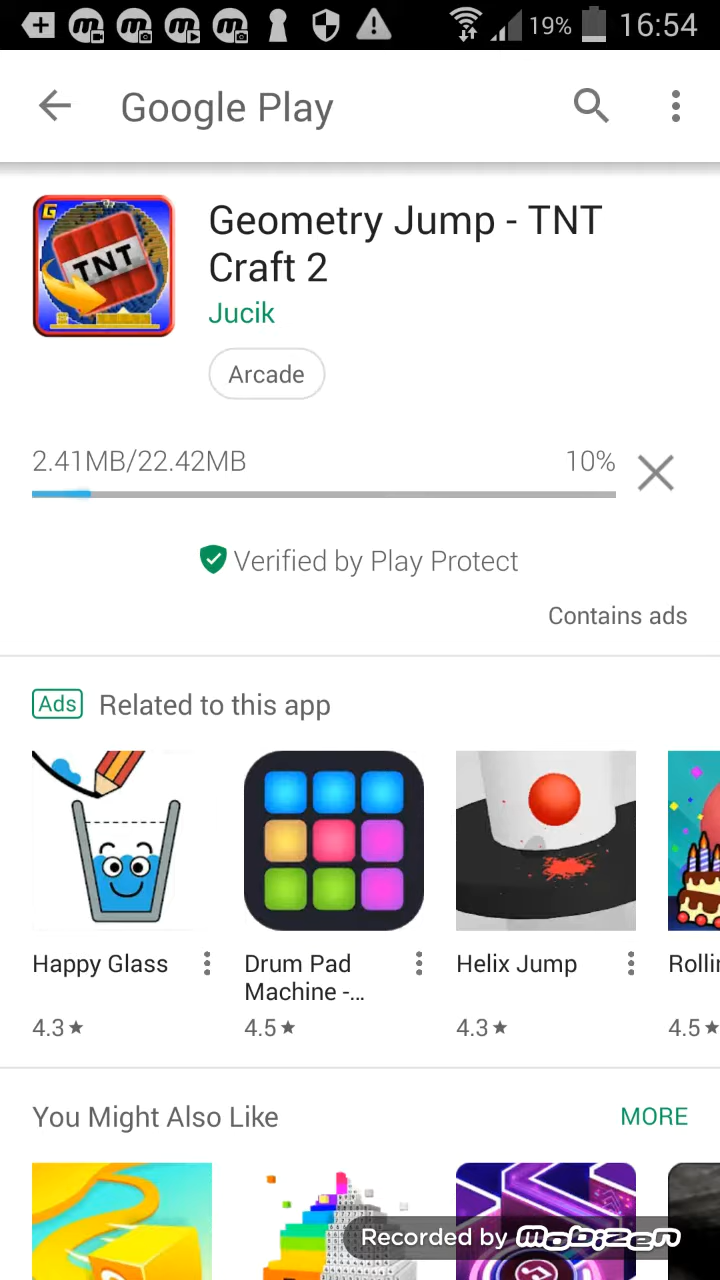 19% 16:54
Google Play
G
TNT
Geometry Jump - TNT
Craft 2
Jucik
Arcade
2.41MB/22.42MB 10%
Verified by Play Protect
Contains ads
Ads Related to this app
Happy Glass
Drum Pad
Machine -...
Helix Jump
Rollin
4.3★
4.5★
4.3★
4.5★
You Might Also Like MORE
Recorded by mobizen